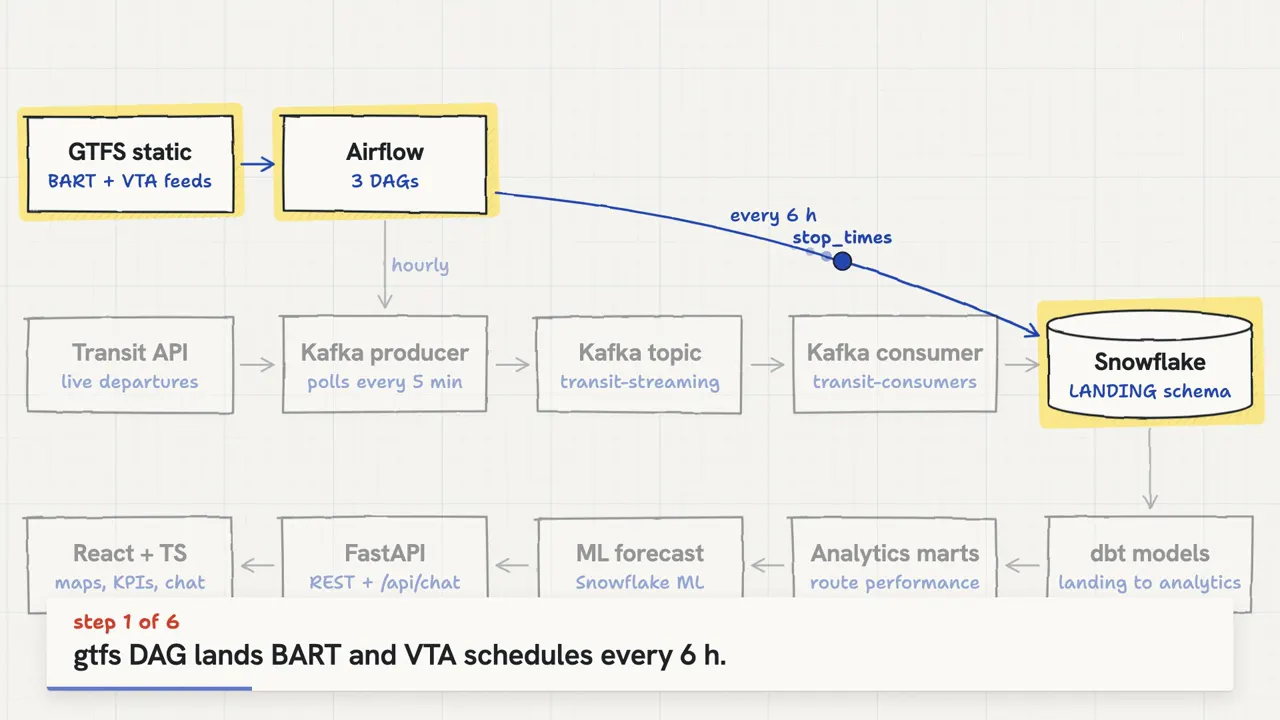 GTFS static
BART + VTA feeds
Airflow
3 DAGs
every 6 h
stop_times
hourly
Transit API
live departures
Kafka producer
polls every 5 min
Kafka topic
transit-streaming
Kafka consumer
transit-consumers
Snowflake
LANDING schema
React + TS
maps, KPIs, chat
FastAPI
REST + /api/chat
ML forecast
Snowflake ML
Analytics marts
route performance
dbt models
landing to analytics
step 1 of 6
gtfs DAG lands BART and VTA schedules every 6 h.